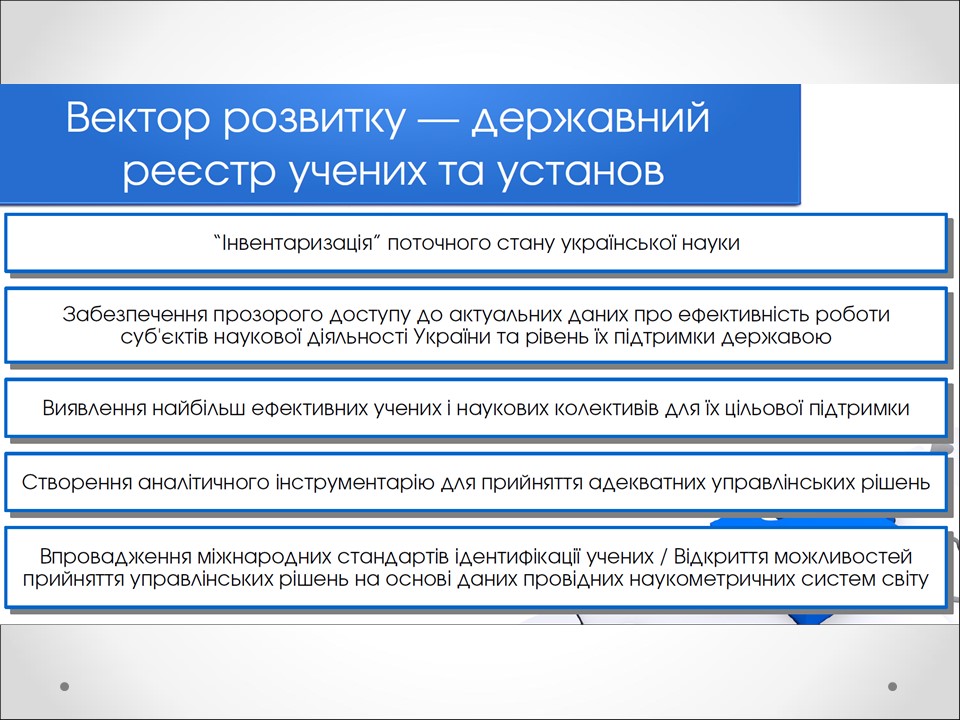 Вектор розвитку — державний
реєстр учених та установ
“Інвентаризація” поточного стану української науки
Забезпечення прозорого доступу до актуальних даних про ефективність роботи
суб'єктів наукової діяльності України та рівень їх підтримки державою
Виявлення найбільш ефективних учених і наукових колективів для їх цільової підтримки
Створення аналітичного інструментарію для прийняття адекватних управлінських рішень
Впровадження міжнародних стандартів ідентифікації учених / Відкриття можливостей
прийняття управлінських рішень на основі даних провідних наукометричних систем світу